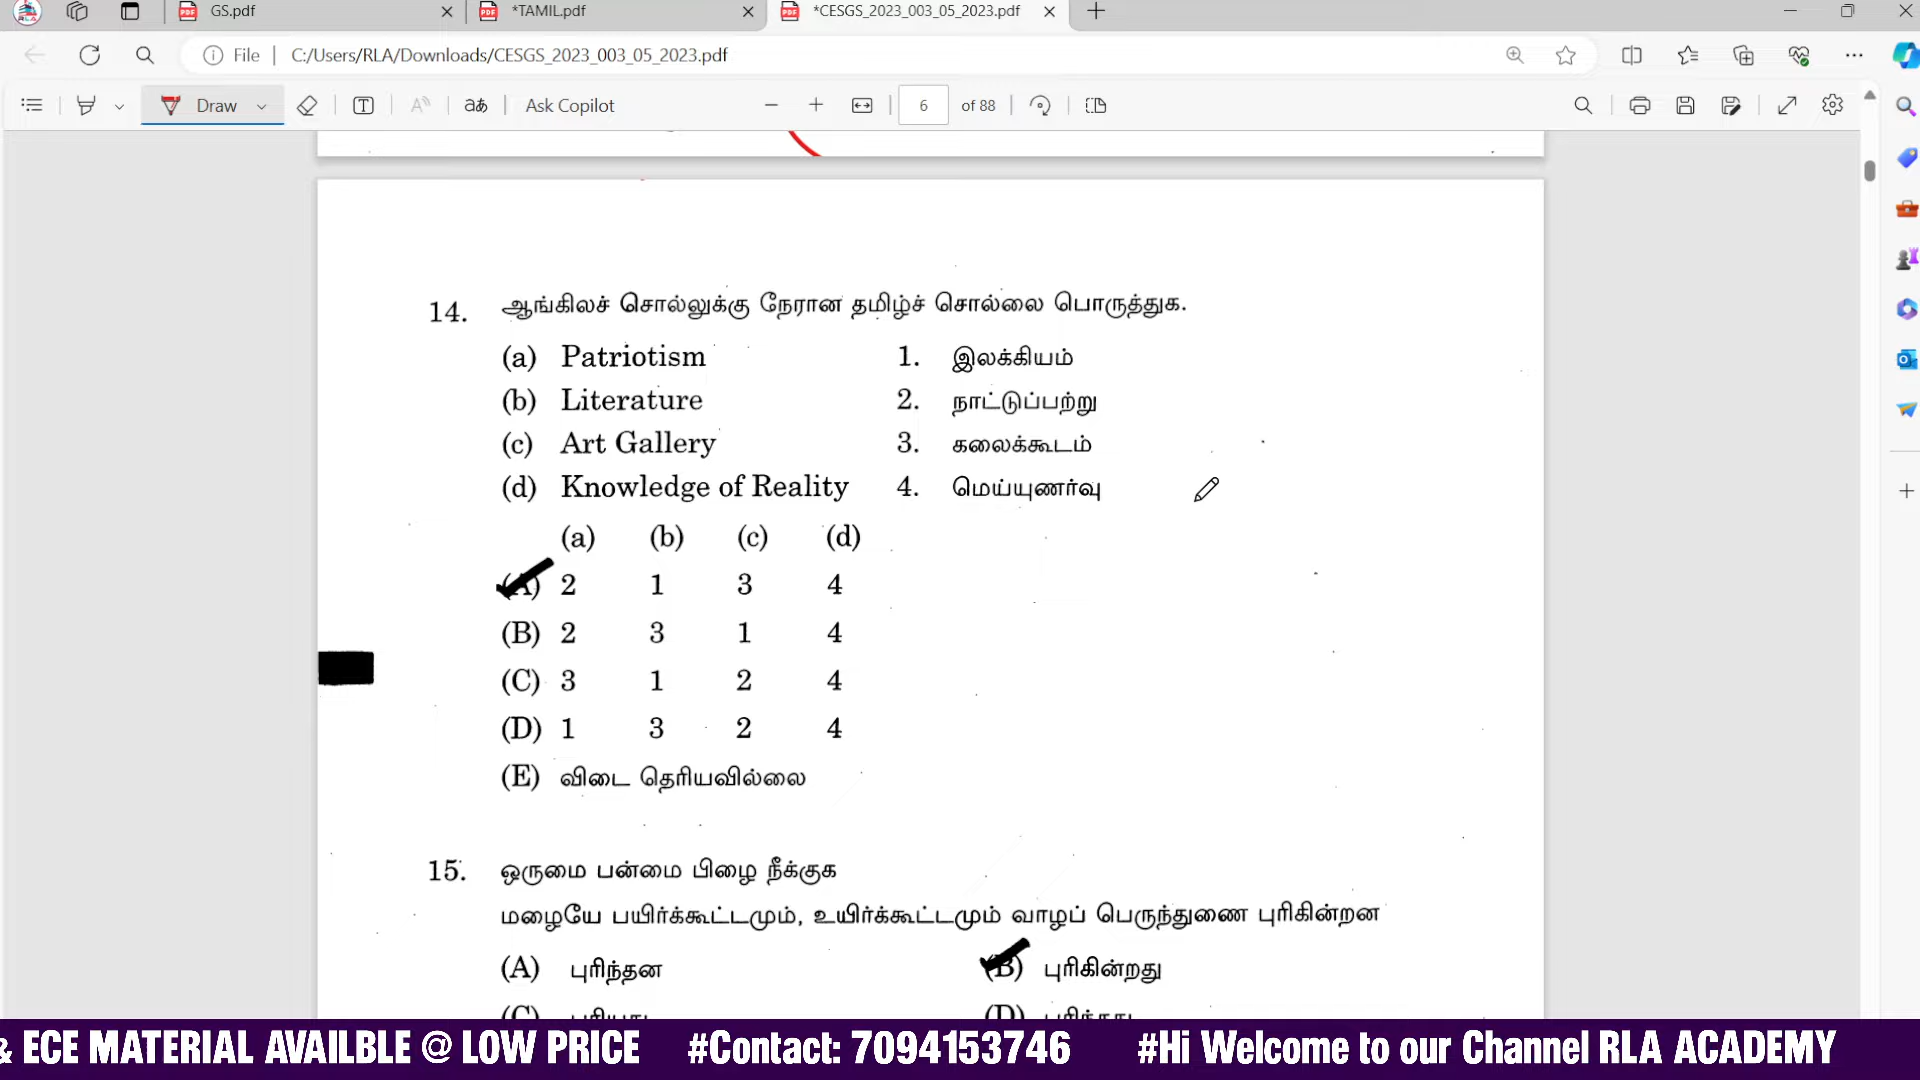 GS.pdf
*TAMIL.pdf
*CESGS_2023_003_05_2023.pdf
File
C:/Users/RLA/Downloads/CESGS_2023_003_05_2023.pdf
Draw
Ask Copilot
6
of 88
14. ஆங்கிலச் சொல்லுக்கு நேரான தமிழ்ச் சொல்லை பொருத்துக.
(a) Patriotism 1. இலக்கியம்
(b) Literature 2. நாட்டுப்பற்று
(c) Art Gallery 3. கலைக்கூடம்
(d) Knowledge of Reality 4. மெய்யுணர்வு
(a) (b) (c) (d)
(A) 2 1 3 4
(B) 2 3 1 4
(C) 3 1 2 4
(D) 1 3 2 4
(E) விடை தெரியவில்லை
15. ஒருமை பன்மை பிழை நீக்குக
மழையே பயிர்க்கூட்டமும், உயிர்க்கூட்டமும் வாழப் பெருந்துணை புரிகின்றன
(A) புரிந்தன (B) புரிகின்றது
(C) (D)
& ECE MATERIAL AVAILBLE @ LOW PRICE #Contact: 7094153746 #Hi Welcome to our Channel RLA ACADEMY